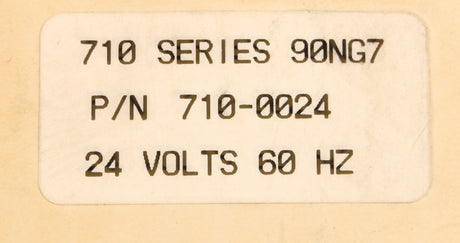 710 SERIES 90NG7
P/N 710-0024
24 VOLTS 60 HZ